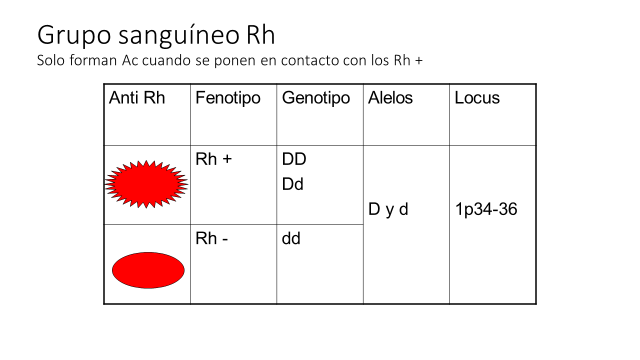 Grupo sanguíneo Rh
Solo forman Ac cuando se ponen en contacto con los Rh +
Anti Rh Fenotipo Genotipo Alelos Locus
Rh + DD
Dd
D y d 1p34-36
Rh - dd